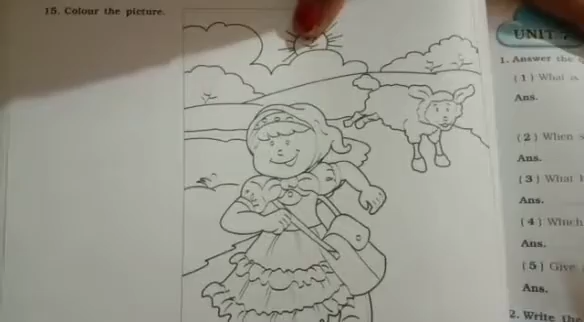 15. Colour the picture.
UNIT
1. Answer the
(1) What is
Ans.
(2) When
Ans.
(3) What
Ans.
(4) Which
Ans.
(5) Give
Ans.
2. Write the